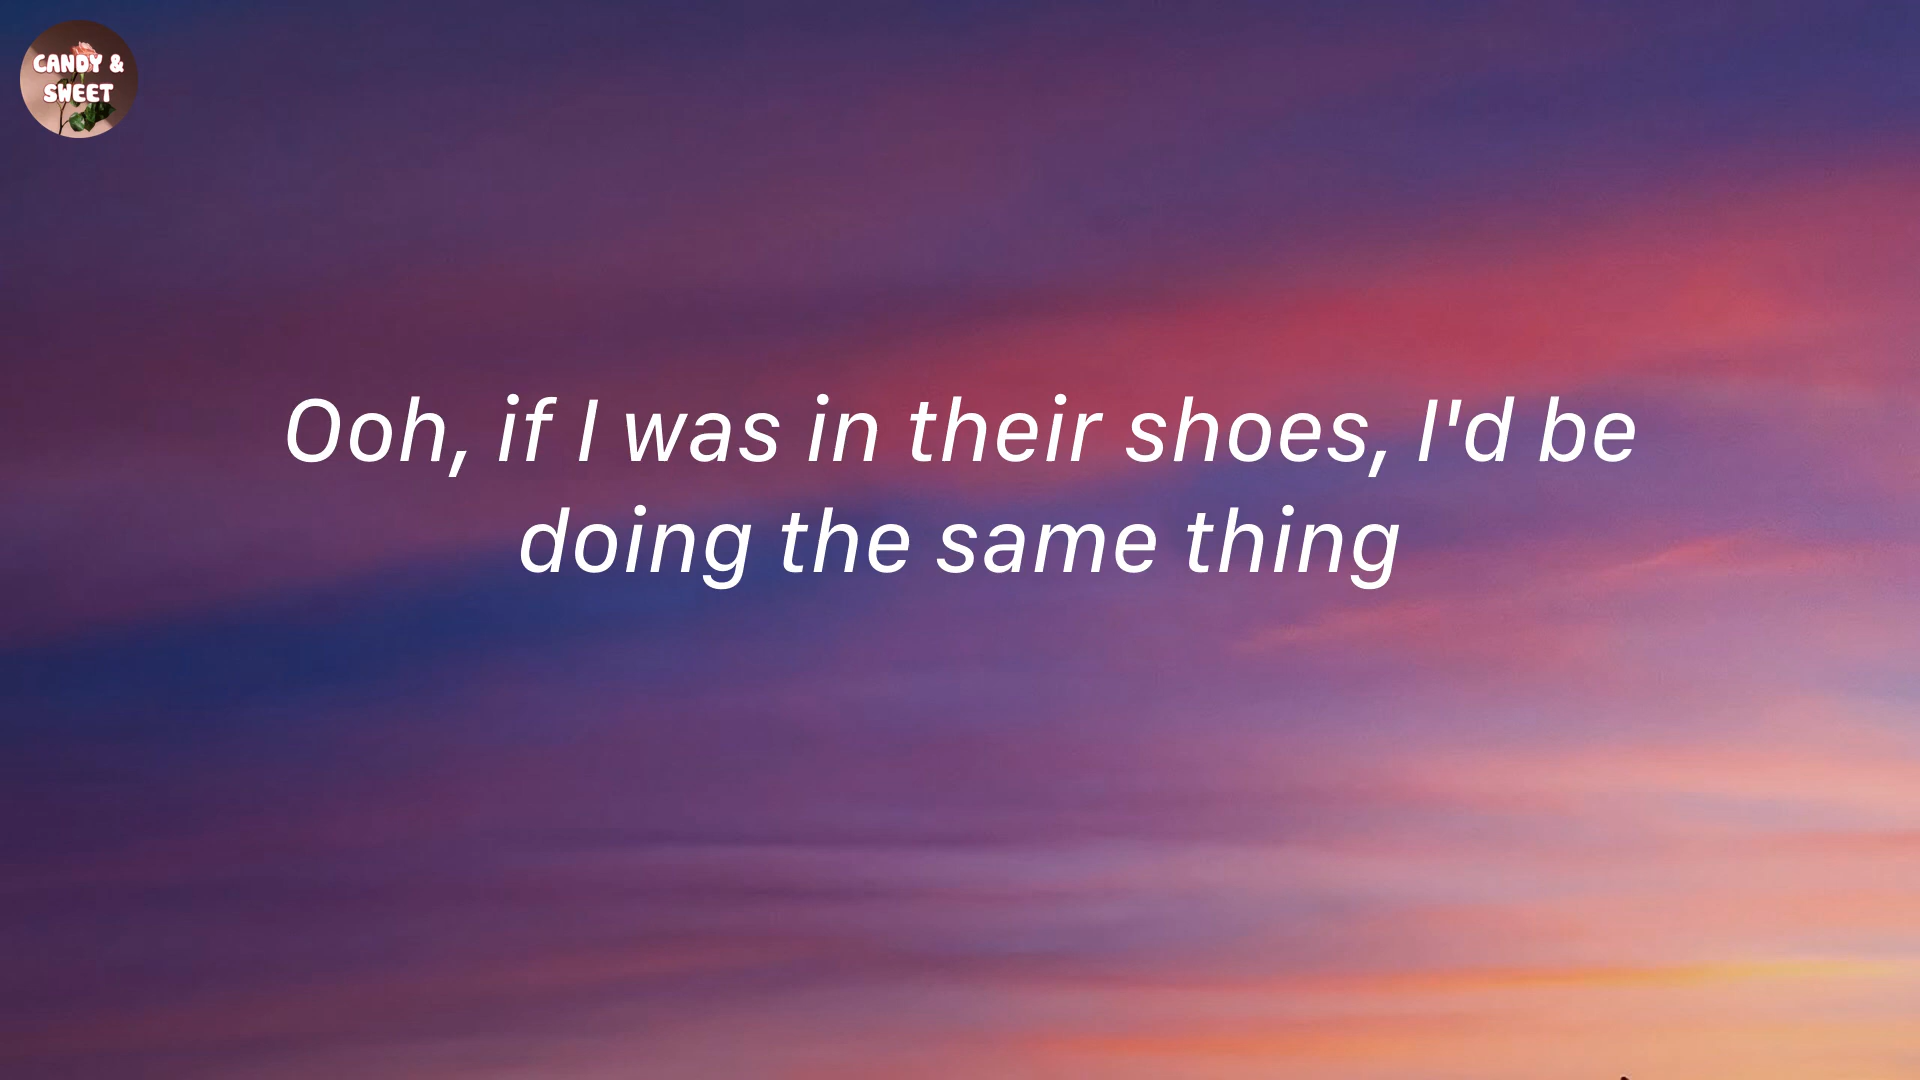 CANDY &
SWEET
Ooh, if I was in their shoes, I'd be
doing the same thing